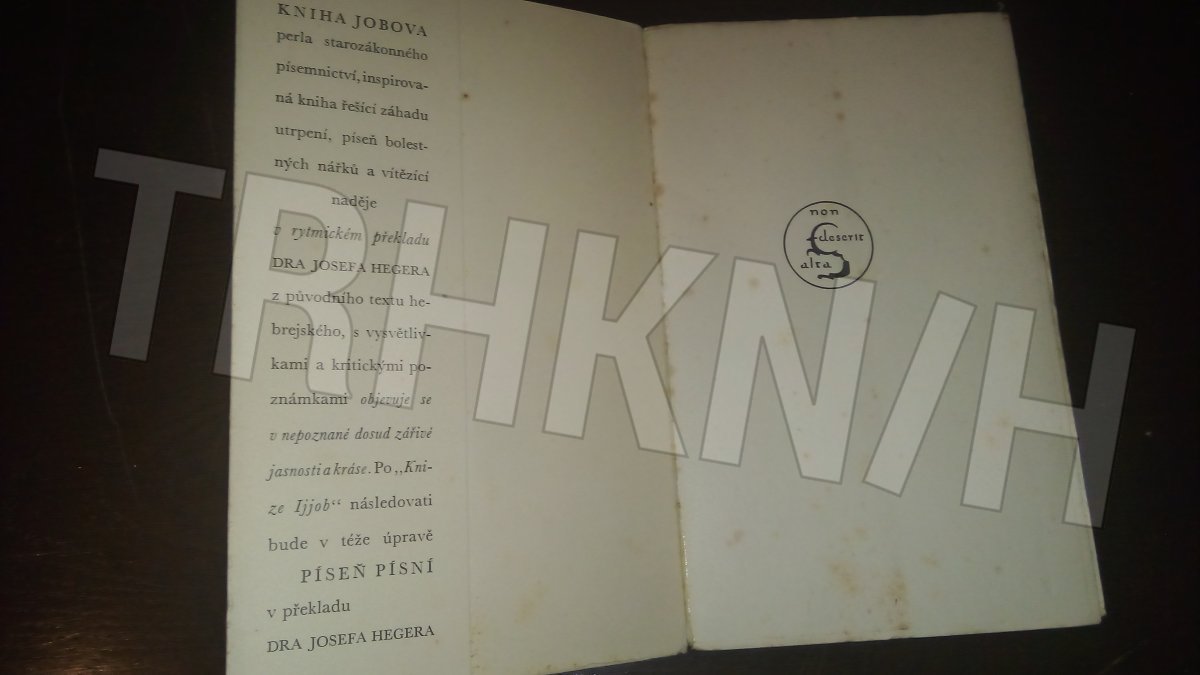 KNIHA JOBOVA
perla starozákonného
písemnictví, inspirova-
ná kniha řešící záhadu
utrpení, píseň bolest-
ných nářků a vítězící
naděje
v rytmickém překladu
DRA JOSEFA HEGERA
z původního textu he-
brejského, s vysvětliv-
kami a kritickými po-
známkami objevuje se
v nepoznané dosud zářivé
jasnosti a kráse. Po „Kni-
ze Ijjob“ následovati
bude v téže úpravě
PÍSEŇ PÍSNÍ
v překladu
DRA JOSEFA HEGERA
non
deserit
alta
TRHKN/H